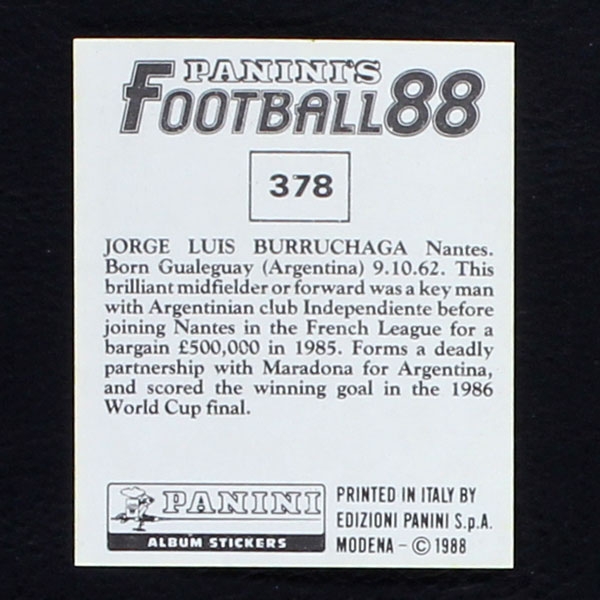 PANINI'S
FOOTBALL 88
378
JORGE LUIS BURRUCHAGA Nantes.
Born Gualeguay (Argentina) 9.10.62. This
brilliant midfielder or forward was a key man
with Argentinian club Independiente before
joining Nantes in the French League for a
bargain £500,000 in 1985. Forms a deadly
partnership with Maradona for Argentina,
and scored the winning goal in the 1986
World Cup final.
PANINI
ALBUM STICKERS
PRINTED IN ITALY BY
EDIZIONI PANINI S.p.A.
MODENA – © 1988